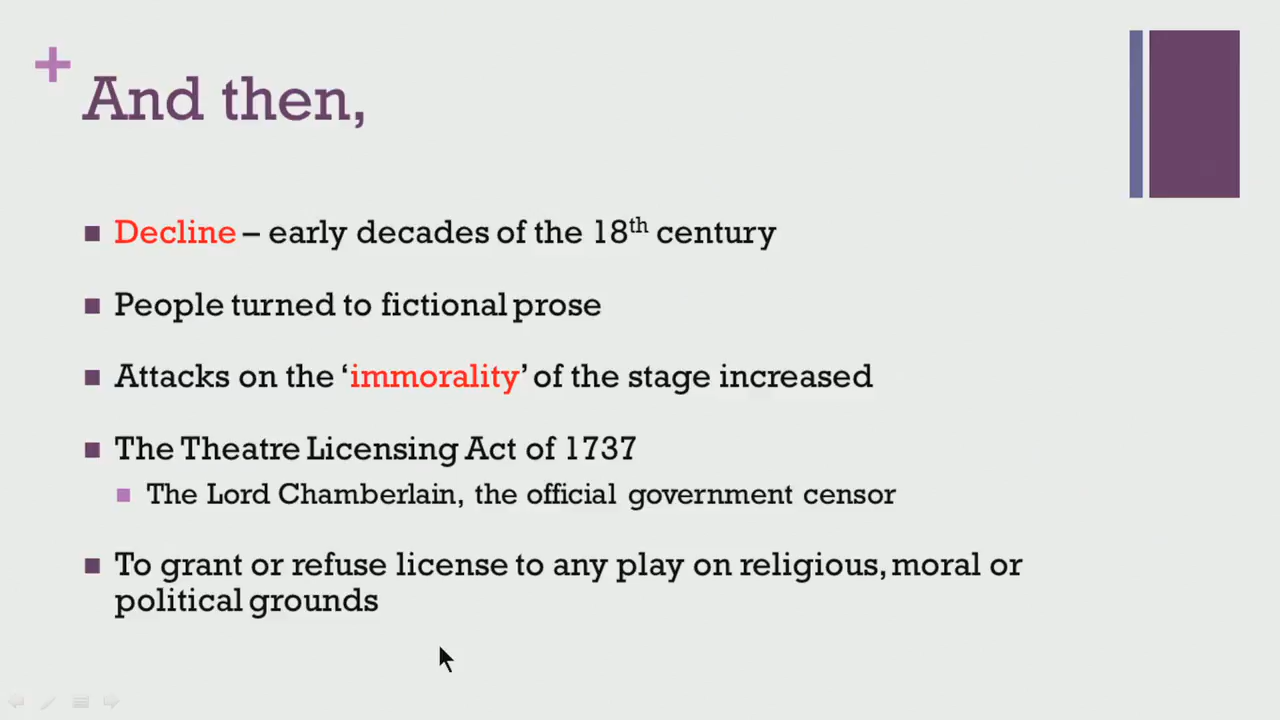 +
And then,
Decline – early decades of the 18th century
People turned to fictional prose
Attacks on the ‘immorality’ of the stage increased
The Theatre Licensing Act of 1737
The Lord Chamberlain, the official government censor
To grant or refuse license to any play on religious, moral or
political grounds